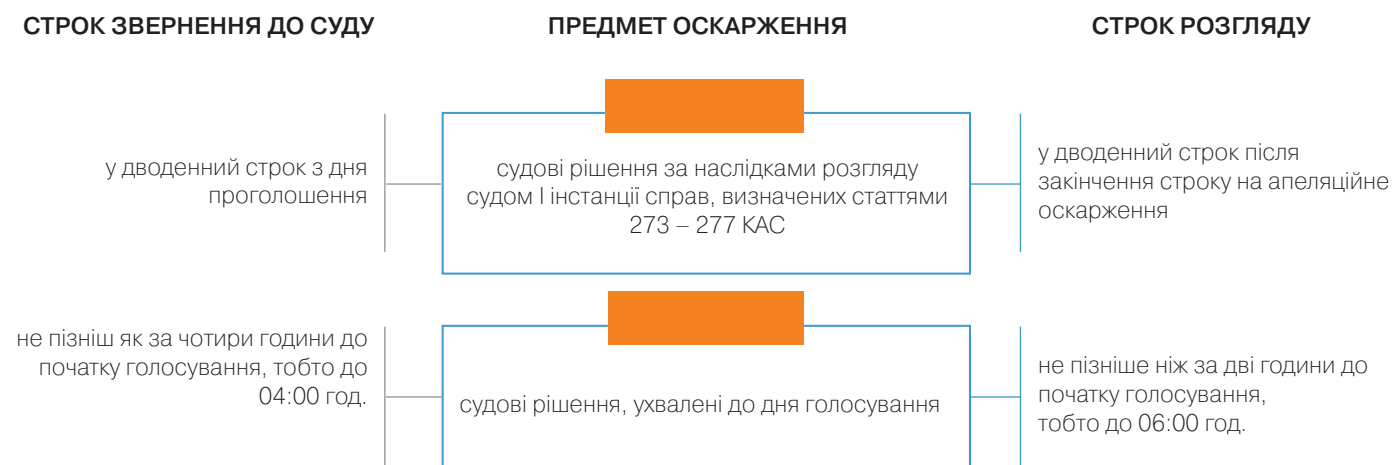 СТРОК ЗВЕРНЕННЯ ДО СУДУ
ПРЕДМЕТ ОСКАРЖЕННЯ
СТРОК РОЗГЛЯДУ
у дводенний строк з дня
проголошення
судові рішення за наслідками розгляду
судом І інстанції справ, визначених статтями
273 – 277 КАС
у дводенний строк після
закінчення строку на апеляційне
оскарження
не пізніш як за чотири години до
початку голосування, тобто до
04:00 год.
судові рішення, ухвалені до дня голосування
не пізніше ніж за дві години до
початку голосування,
тобто до 06:00 год.